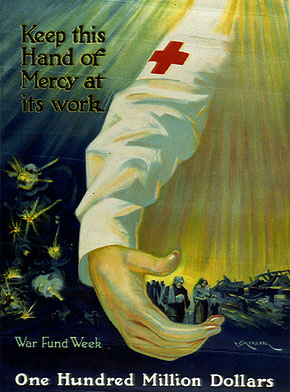 Keep this
Hand of
Mercy at
its work
War Fund Week
One Hundred Million Dollars